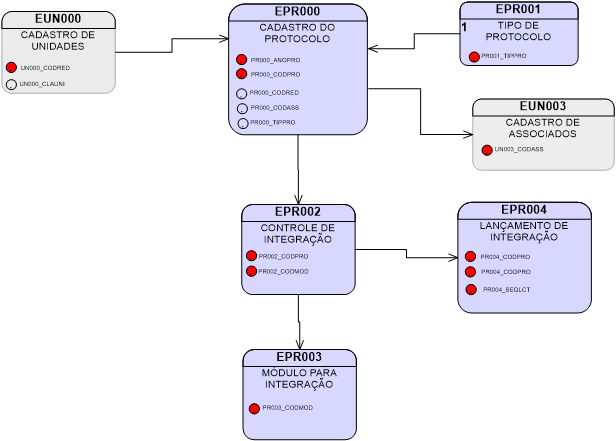 EUN000
CADASTRO DE
UNIDADES
UN000_CODRED
UN000_CLAUNI
EPR000
CADASTRO DO
PROTOCOLO
PR000_ANOPRO
PR000_CODPRO
PR000_CODRED
PR000_CODASS
PR000_TIPPRO
EPR001
1
TIPO DE
PROTOCOLO
PR001_TIPPRO
EUN003
CADASTRO DE
ASSOCIADOS
UN003_CODASS
EPR002
CONTROLE DE
INTEGRAÇÃO
PR002_CODPRO
PR002_CODMOD
EPR004
LANÇAMENTO DE
INTEGRAÇÃO
PR004_CODPRO
PR004_CODPRO
PR004_SEQLCT
EPR003
MÓDULO PARA
INTEGRAÇÃO
PR003_CODMOD